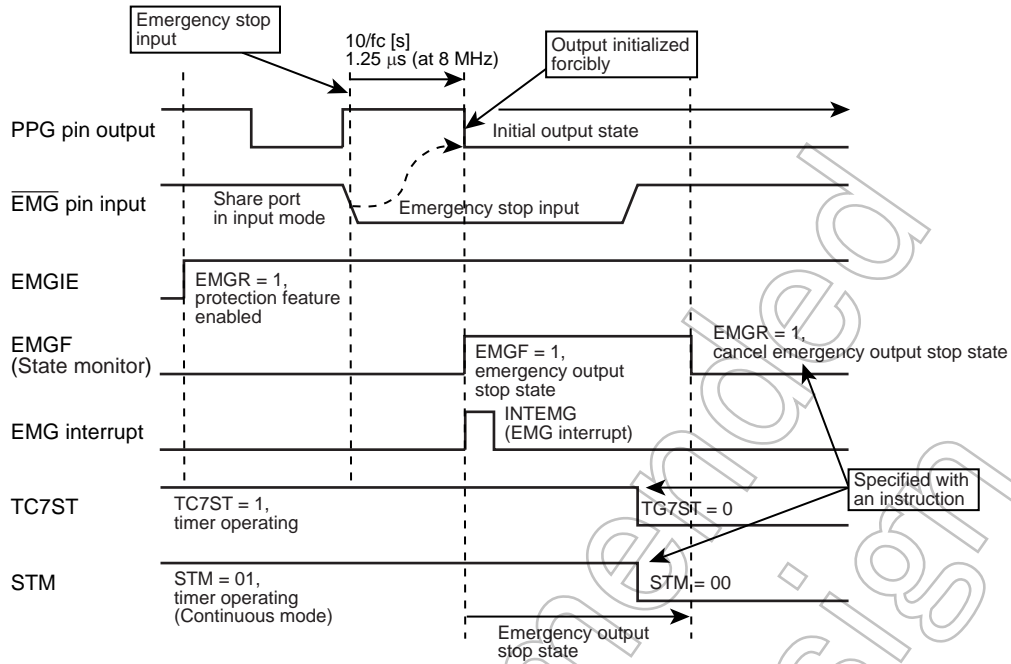 Emergency stop
input
10/fc [s]
1.25 μs (at 8 MHz)
Output initialized
forcibly
PPG pin output
Initial output state
EMG pin input
Share port
in input mode
Emergency stop input
EMGIE
EMGR = 1,
protection feature
enabled
EMGF
(State monitor)
EMGF = 1,
emergency output
stop state
EMGR = 1,
cancel emergency output stop state
EMG interrupt
INTEMG
(EMG interrupt)
Specified with
an instruction
TC7ST
TC7ST = 1,
timer operating
TG7ST = 0
STM
STM = 01,
timer operating
(Continuous mode)
STM = 00
Emergency output
stop state